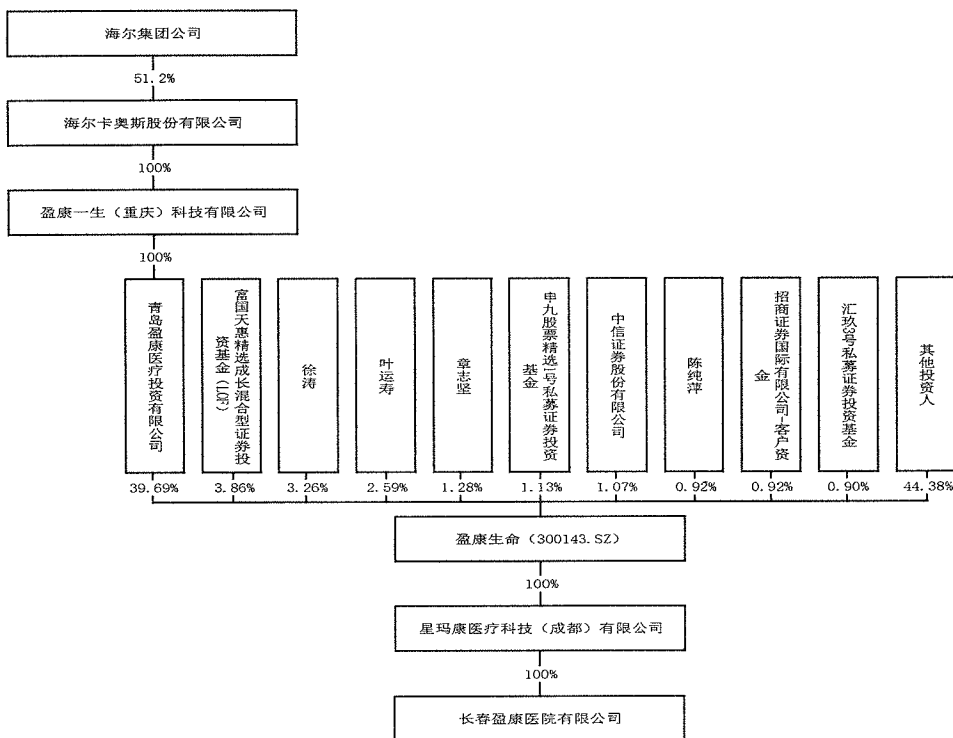 海尔集团公司
51.2%
海尔卡奥斯股份有限公司
100%
盈康一生（重庆）科技有限公司
100%
青岛盈康医疗投资有限公司
富国天惠精选成长混合型证券投
资基金（LOF）
徐涛
叶运寿
章志坚
申九股票精选1号私募证券投资
基金
中信证券股份有限公司
陈纯萍
招商证券国际有限公司-客户资
金
汇玖3号私募证券投资基金
其他投资人
39.69%
3.86%
3.26%
2.59%
1.28%
1.13%
1.07%
0.92%
0.92%
0.90%
44.38%
盈康生命（300143.SZ）
100%
星玛康医疗科技（成都）有限公司
100%
长春盈康医院有限公司